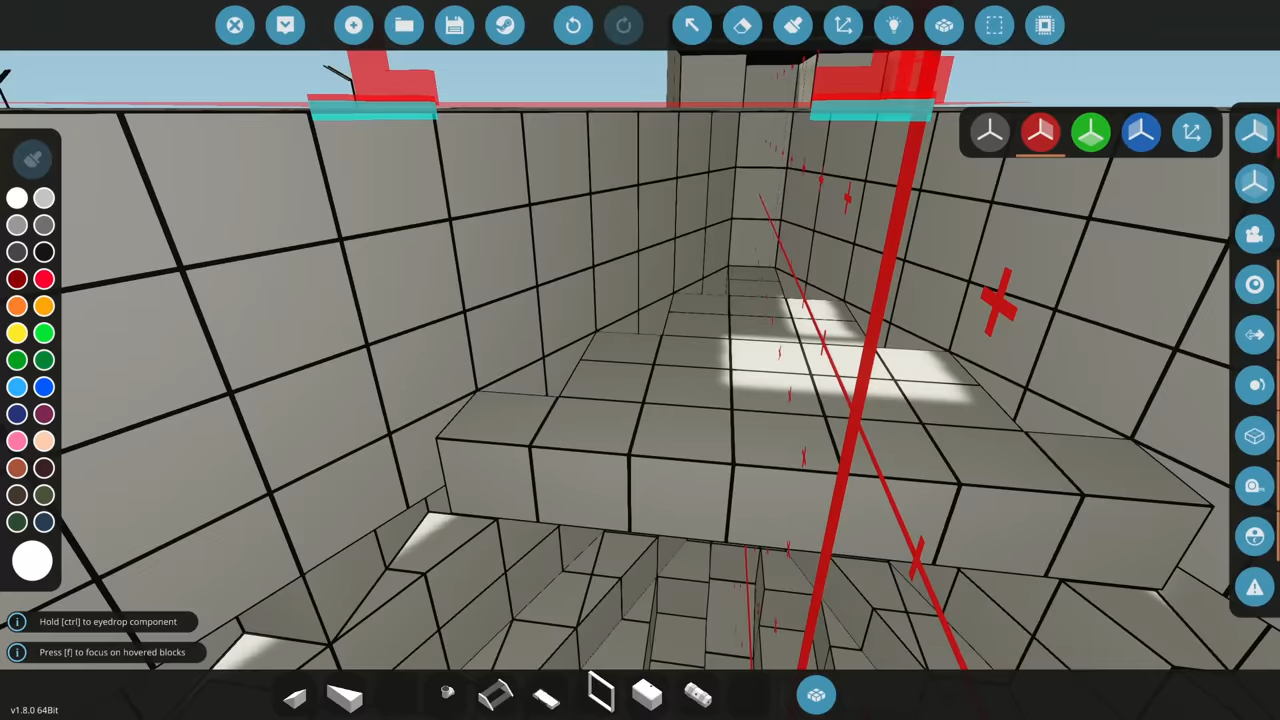 Hold [ctrl] to eyedrop component
Press [f] to focus on hovered blocks
v1.8.0 64Bit